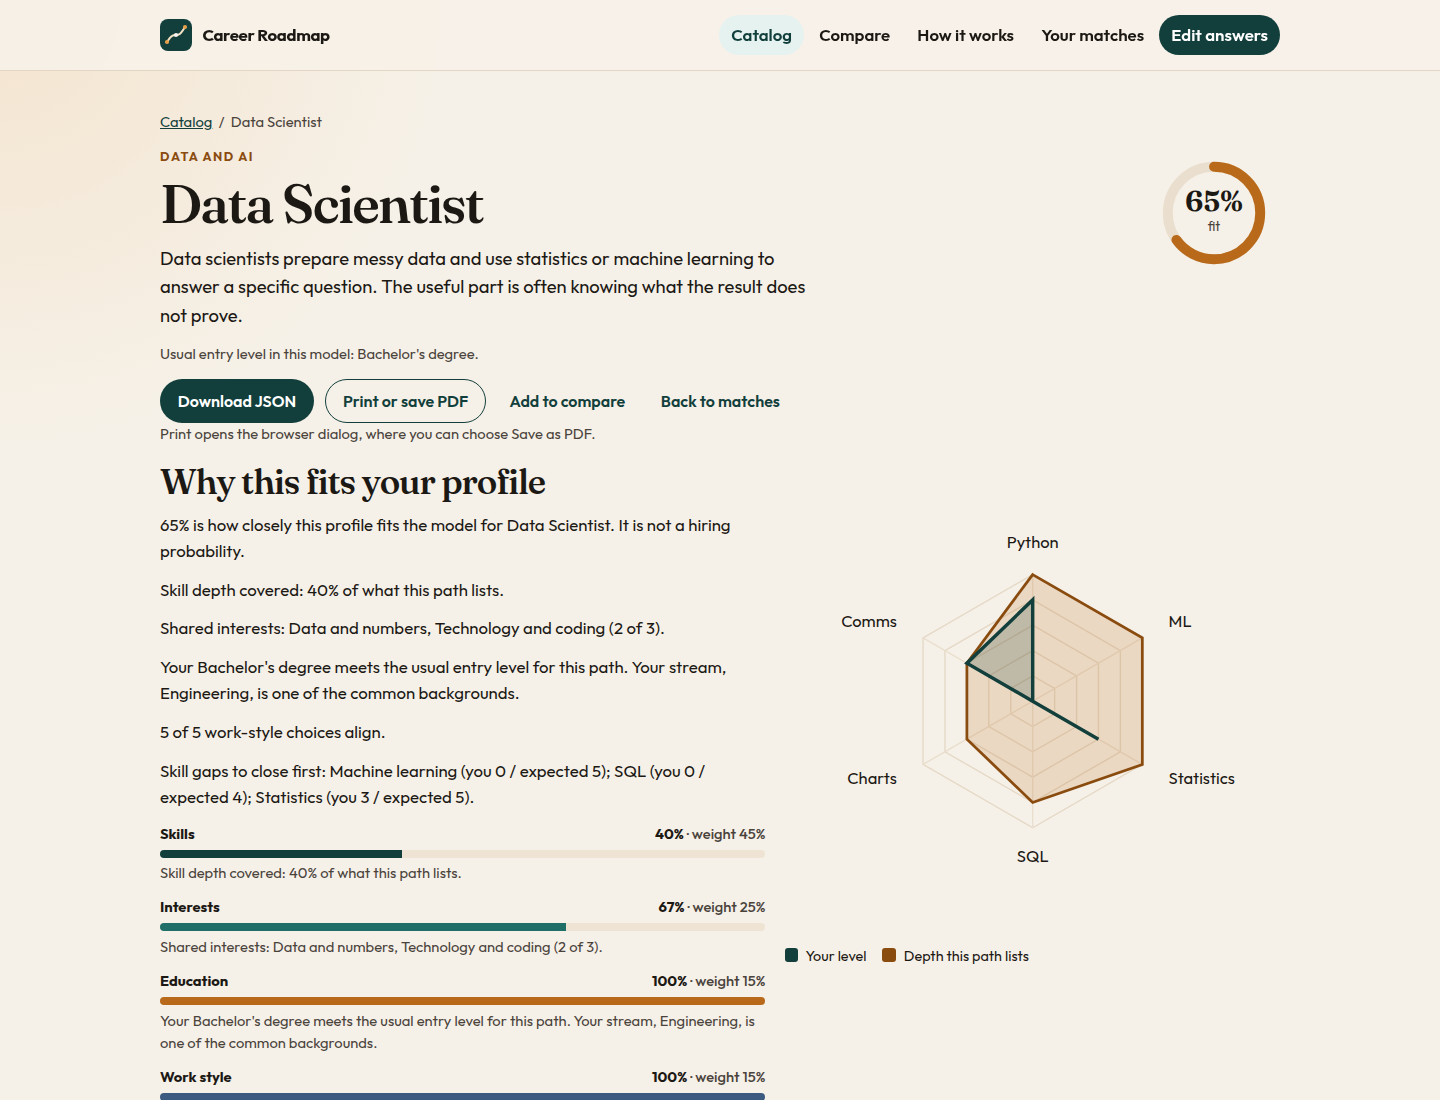 Career Roadmap
Catalog
Compare
How it works
Your matches
Edit answers
Catalog / Data Scientist
DATA AND AI
Data Scientist
65%
fit
Data scientists prepare messy data and use statistics or machine learning to
answer a specific question. The useful part is often knowing what the result does
not prove.
Usual entry level in this model: Bachelor's degree.
Download JSON
Print or save PDF
Add to compare
Back to matches
Print opens the browser dialog, where you can choose Save as PDF.
Why this fits your profile
65% is how closely this profile fits the model for Data Scientist. It is not a hiring
probability.
Skill depth covered: 40% of what this path lists.
Shared interests: Data and numbers, Technology and coding (2 of 3).
Your Bachelor's degree meets the usual entry level for this path. Your stream,
Engineering, is one of the common backgrounds.
5 of 5 work-style choices align.
Skill gaps to close first: Machine learning (you 0 / expected 5); SQL (you 0 /
expected 4); Statistics (you 3 / expected 5).
Skills
40% · weight 45%
Skill depth covered: 40% of what this path lists.
Interests
67% · weight 25%
Shared interests: Data and numbers, Technology and coding (2 of 3).
Education
100% · weight 15%
Your Bachelor's degree meets the usual entry level for this path. Your stream, Engineering, is
one of the common backgrounds.
Work style
100% · weight 15%
Python
Comms
ML
Charts
Statistics
SQL
Your level
Depth this path lists